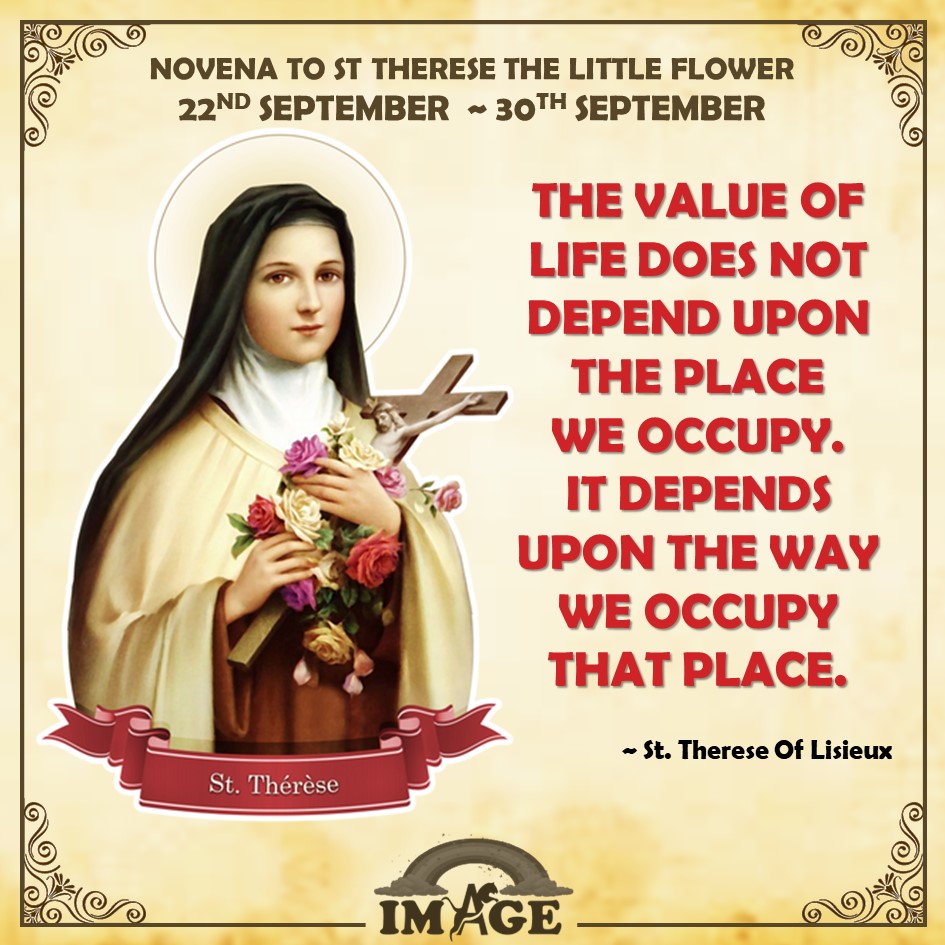 NOVENA TO ST THERESE THE LITTLE FLOWER
22ND SEPTEMBER ~ 30TH SEPTEMBER
THE VALUE OF
LIFE DOES NOT
DEPEND UPON
THE PLACE
WE OCCUPY.
IT DEPENDS
UPON THE WAY
WE OCCUPY
THAT PLACE.
~ St. Therese Of Lisieux
St. Thérèse
IMAGE